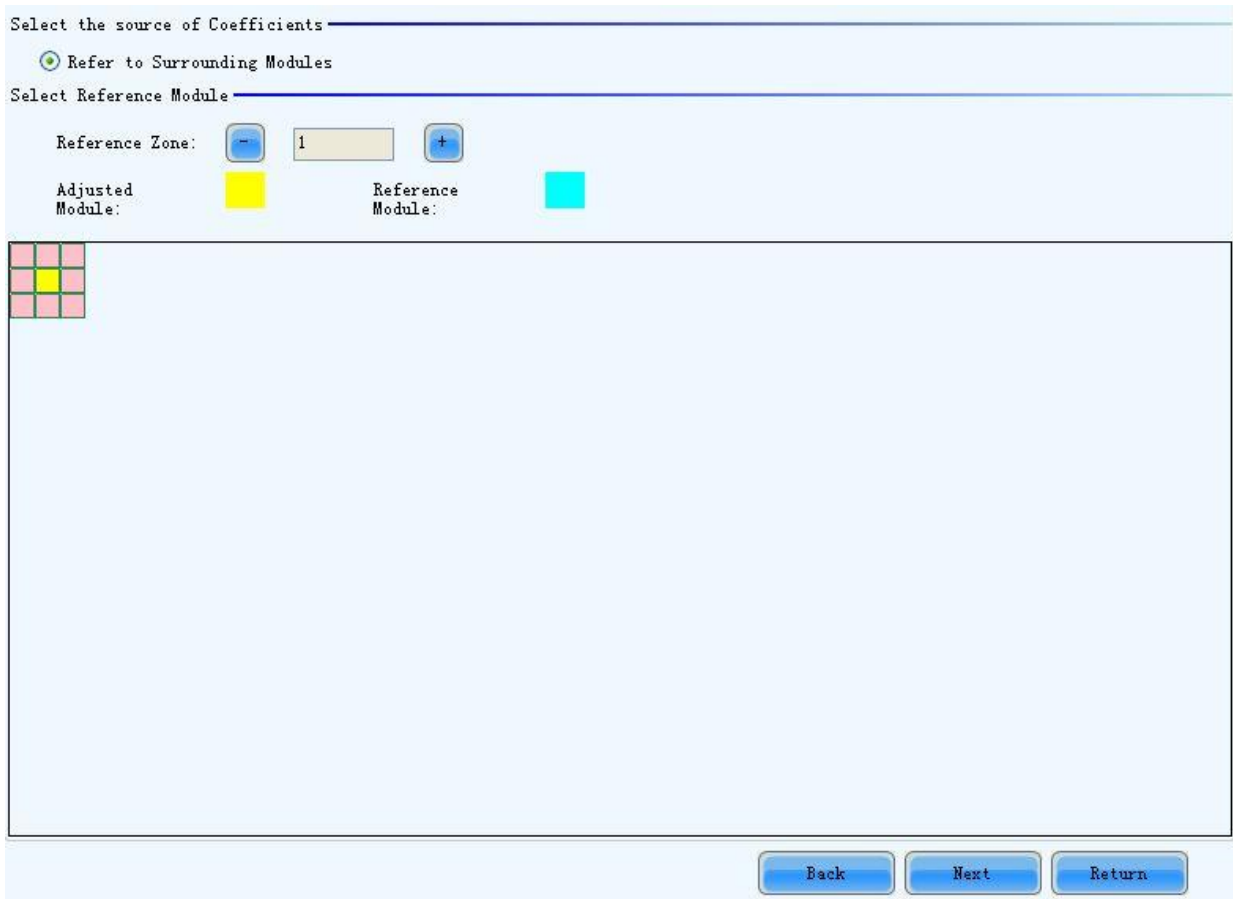 Select the source of Coefficients
Refer to Surrounding Modules
Select Reference Module
Reference Zone: - 1 +
Adjusted Module: Reference Module:
Back Next Return